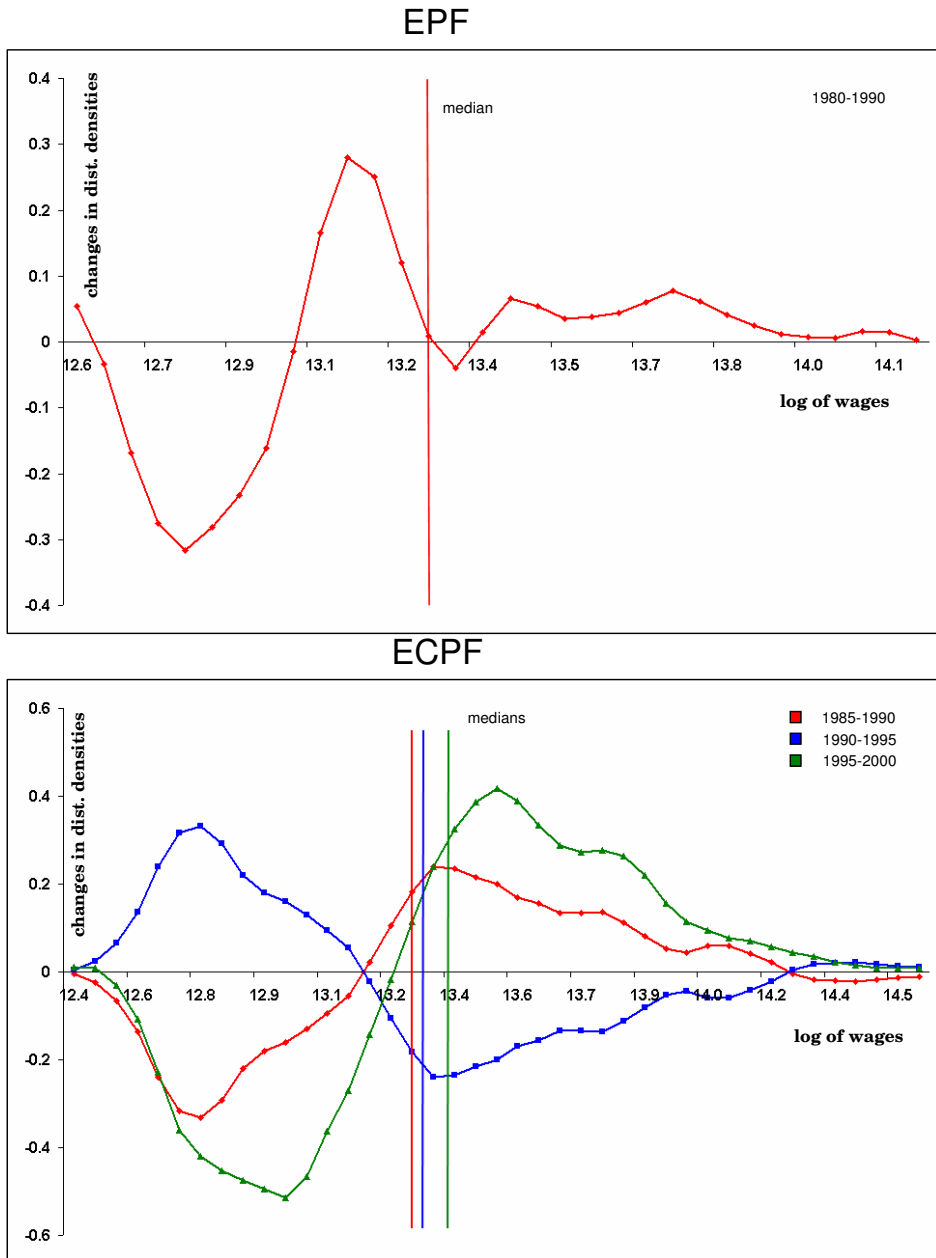 EPF
0.4
0.3
0.2
0.1
0
-0.1
-0.2
-0.3
-0.4
changes in dist. densities
median
1980-1990
12.6 12.7 12.9 13.1 13.2 13.4 13.5 13.7 13.8 14.0 14.1
log of wages
ECPF
0.6
0.4
0.2
0
-0.2
-0.4
-0.6
changes in dist. densities
medians
1985-1990
1990-1995
1995-2000
12.4 12.6 12.8 12.9 13.1 13.2 13.4 13.6 13.7 13.9 14.0 14.2 14.4 14.5
log of wages